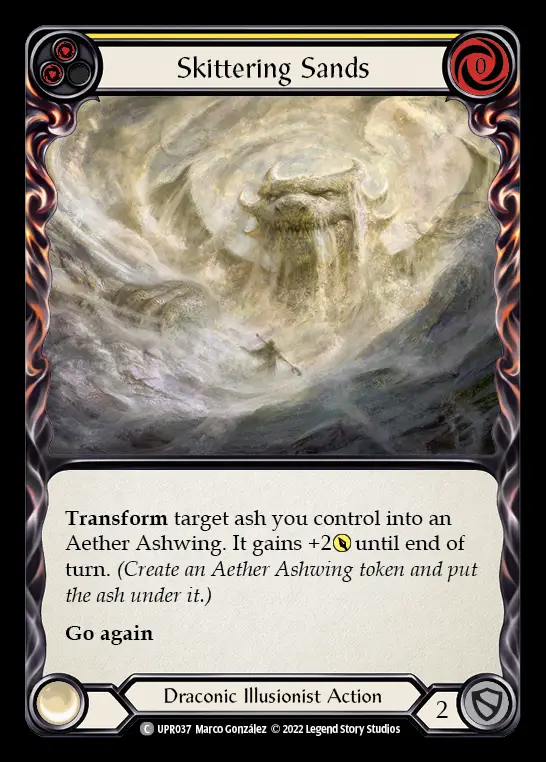 Skittering Sands
0
Transform target ash you control into an
Aether Ashwing. It gains +2 until end of
turn. (Create an Aether Ashwing token and put
the ash under it.)
Go again
Draconic Illusionist Action
2
C UPR037 Marco González © 2022 Legend Story Studios